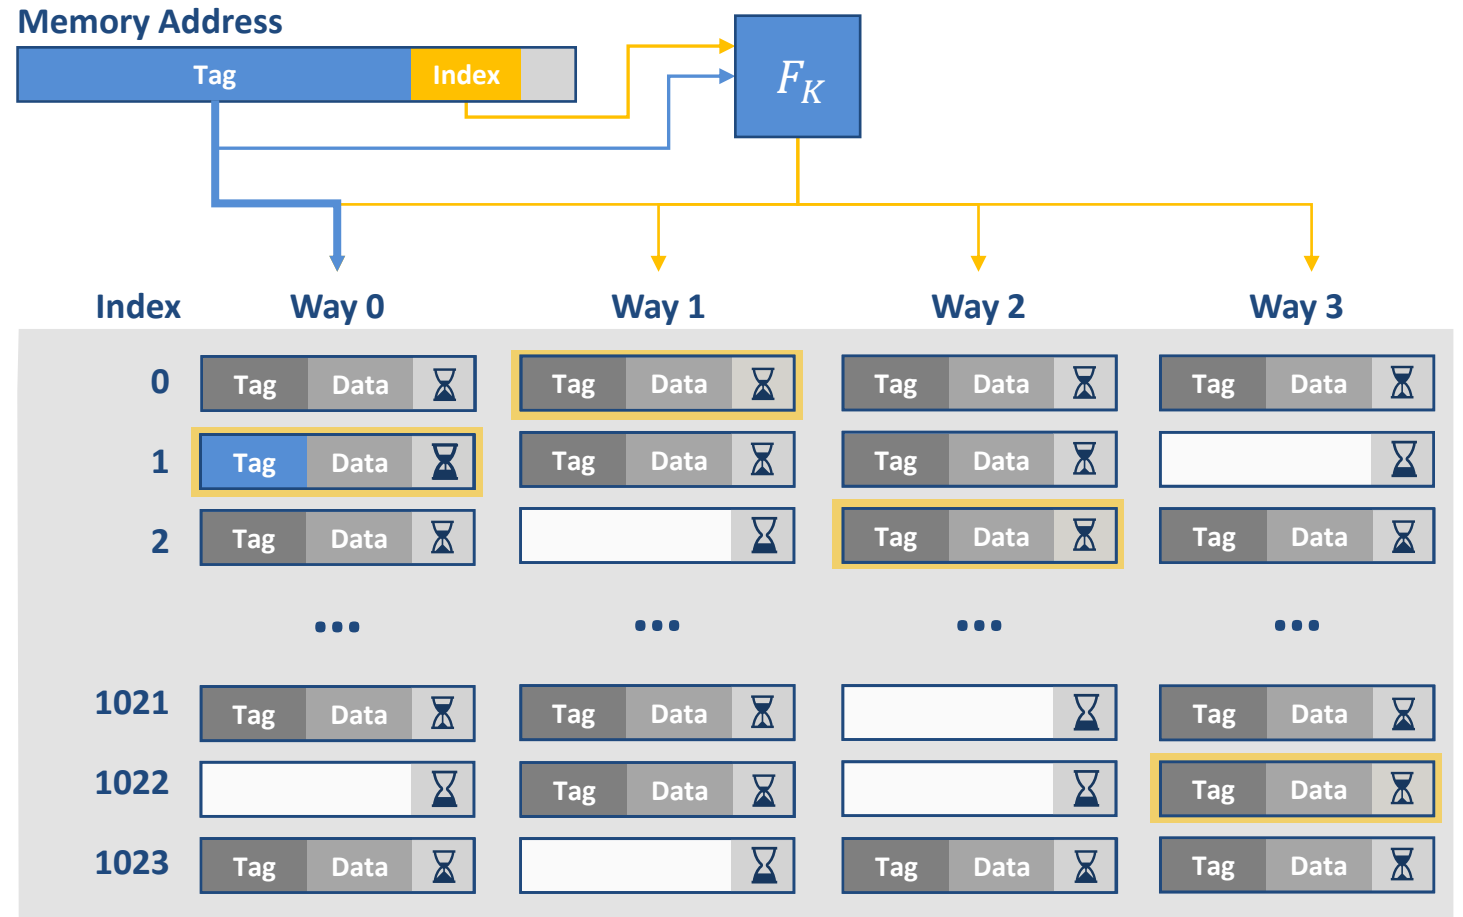 Memory Address
Tag Index
F_K
Index Way 0 Way 1 Way 2 Way 3
0 Tag Data Tag Data Tag Data Tag Data
1 Tag Data Tag Data Tag Data
2 Tag Data Tag Data Tag Data
... ... ... ...
1021 Tag Data Tag Data Tag Data
1022 Tag Data Tag Data
1023 Tag Data Tag Data Tag Data